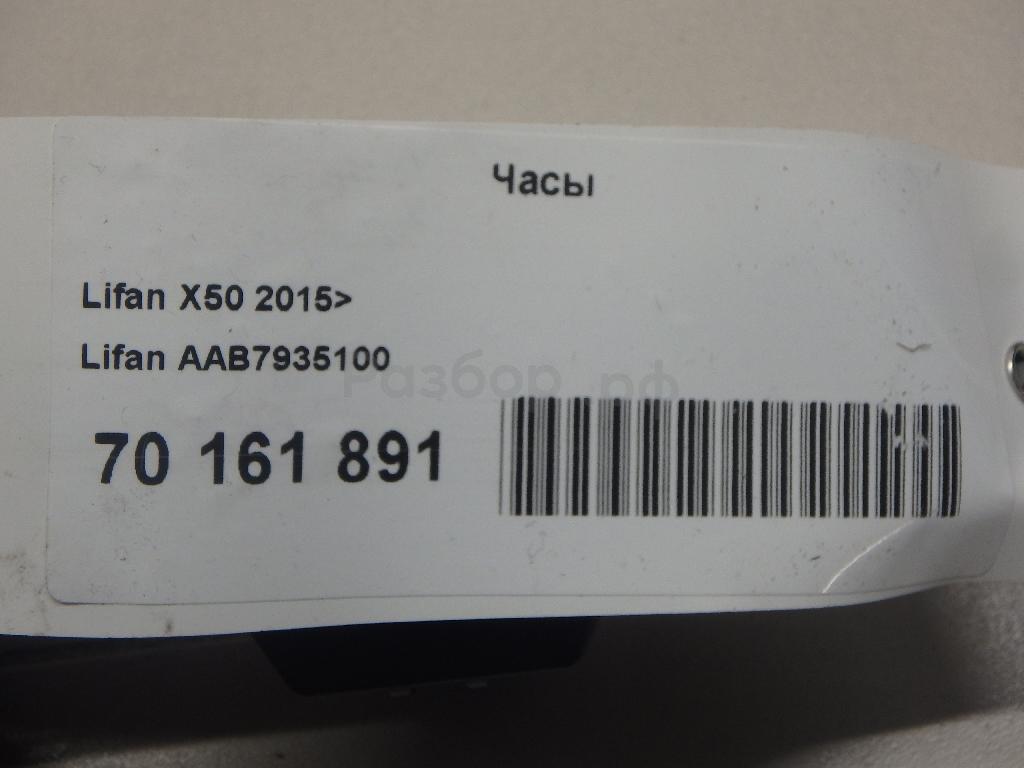 Часы
Lifan X50 2015>
Lifan AAB7935100
Разбор.рф
70 161 891